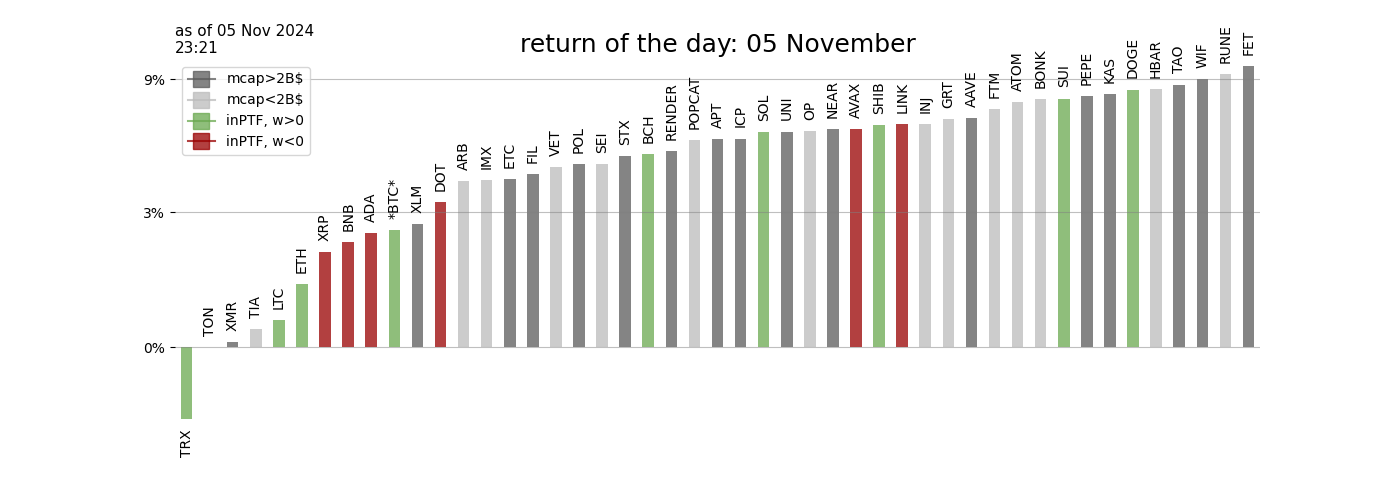 as of 05 Nov 2024
23:21
return of the day: 05 November
mcap>2B$
mcap<2B$
inPTF, w>0
inPTF, w<0
9%
3%
0%
TRX
TON
XMR
TIA
LTC
ETH
XRP
BNB
ADA
*BTC*
XLM
DOT
ARB
IMX
ETC
FIL
VET
POL
SEI
STX
BCH
RENDER
POPCAT
APT
ICP
SOL
UNI
OP
NEAR
AVAX
SHIB
LINK
INJ
GRT
AAVE
FTM
ATOM
BONK
SUI
PEPE
KAS
DOGE
HBAR
TAO
WIF
RUNE
FET